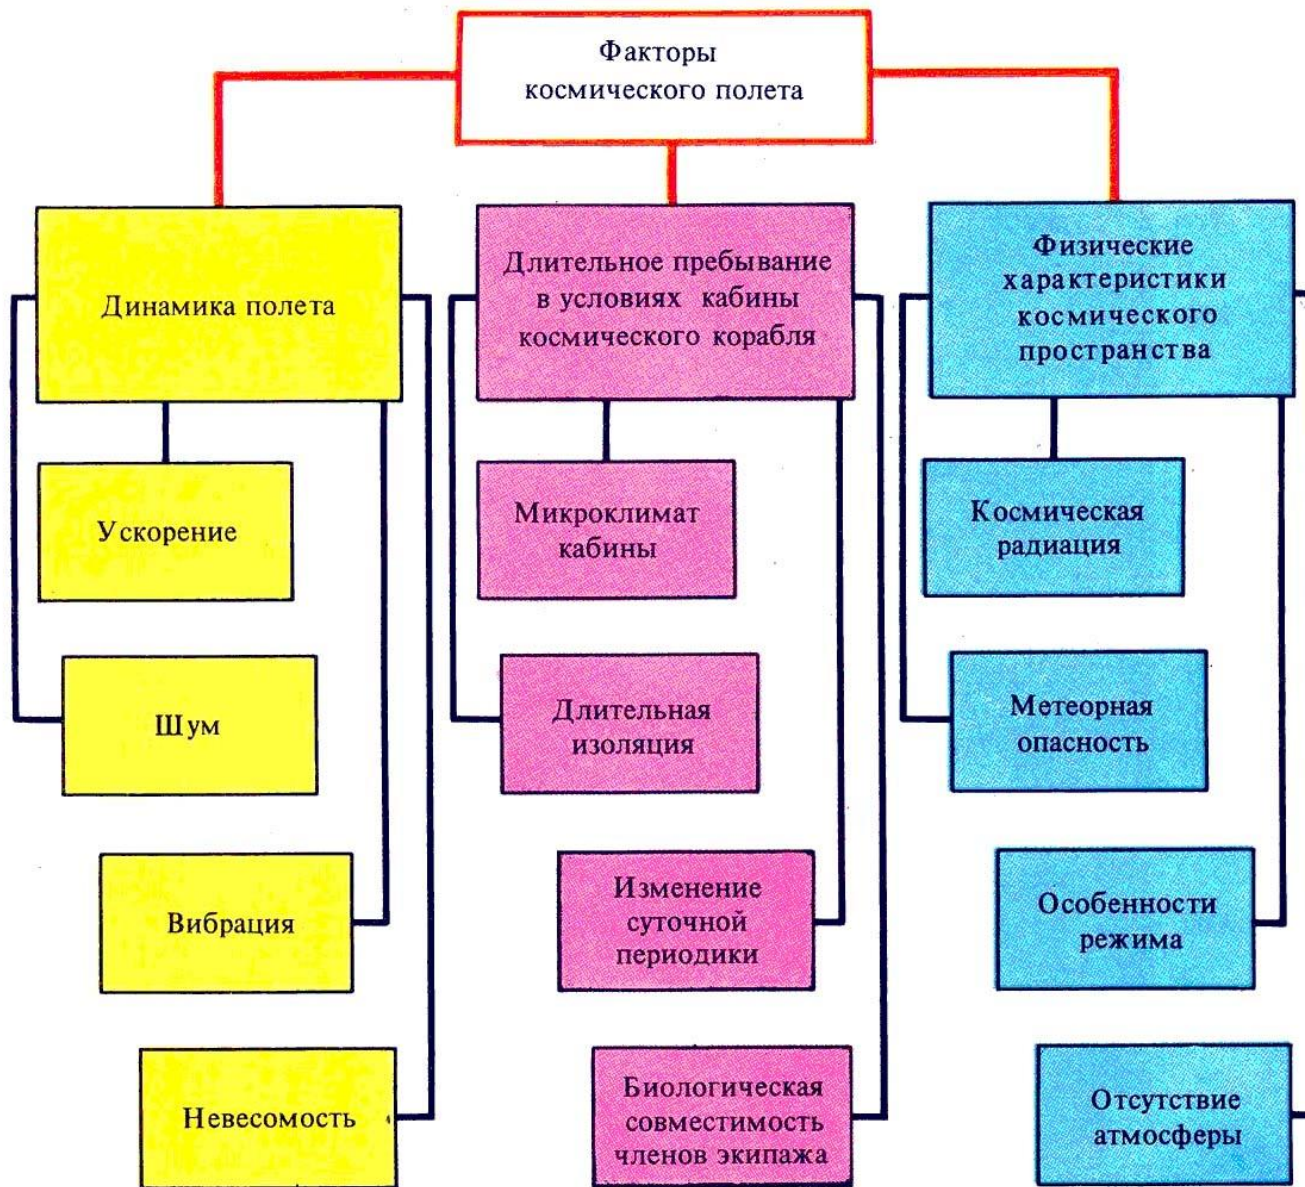 Факторы
космического полета
Динамика полета
Длительное пребывание
в условиях кабины
космического корабля
Физические
характеристики
космического
пространства
Ускорение
Микроклимат
кабины
Космическая
радиация
Шум
Длительная
изоляция
Метеорная
опасность
Вибрация
Изменение
суточной
периодики
Особенности
режима
Невесомость
Биологическая
совместимость
членов экипажа
Отсутствие
атмосферы